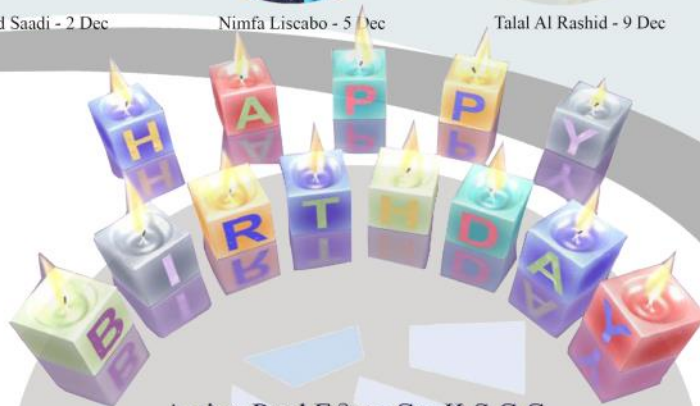 Saadi - 2 Dec Nimfa Liscabo - 5 Dec Talal Al Rashid - 9 Dec
HAPPY
BIRTHDAY